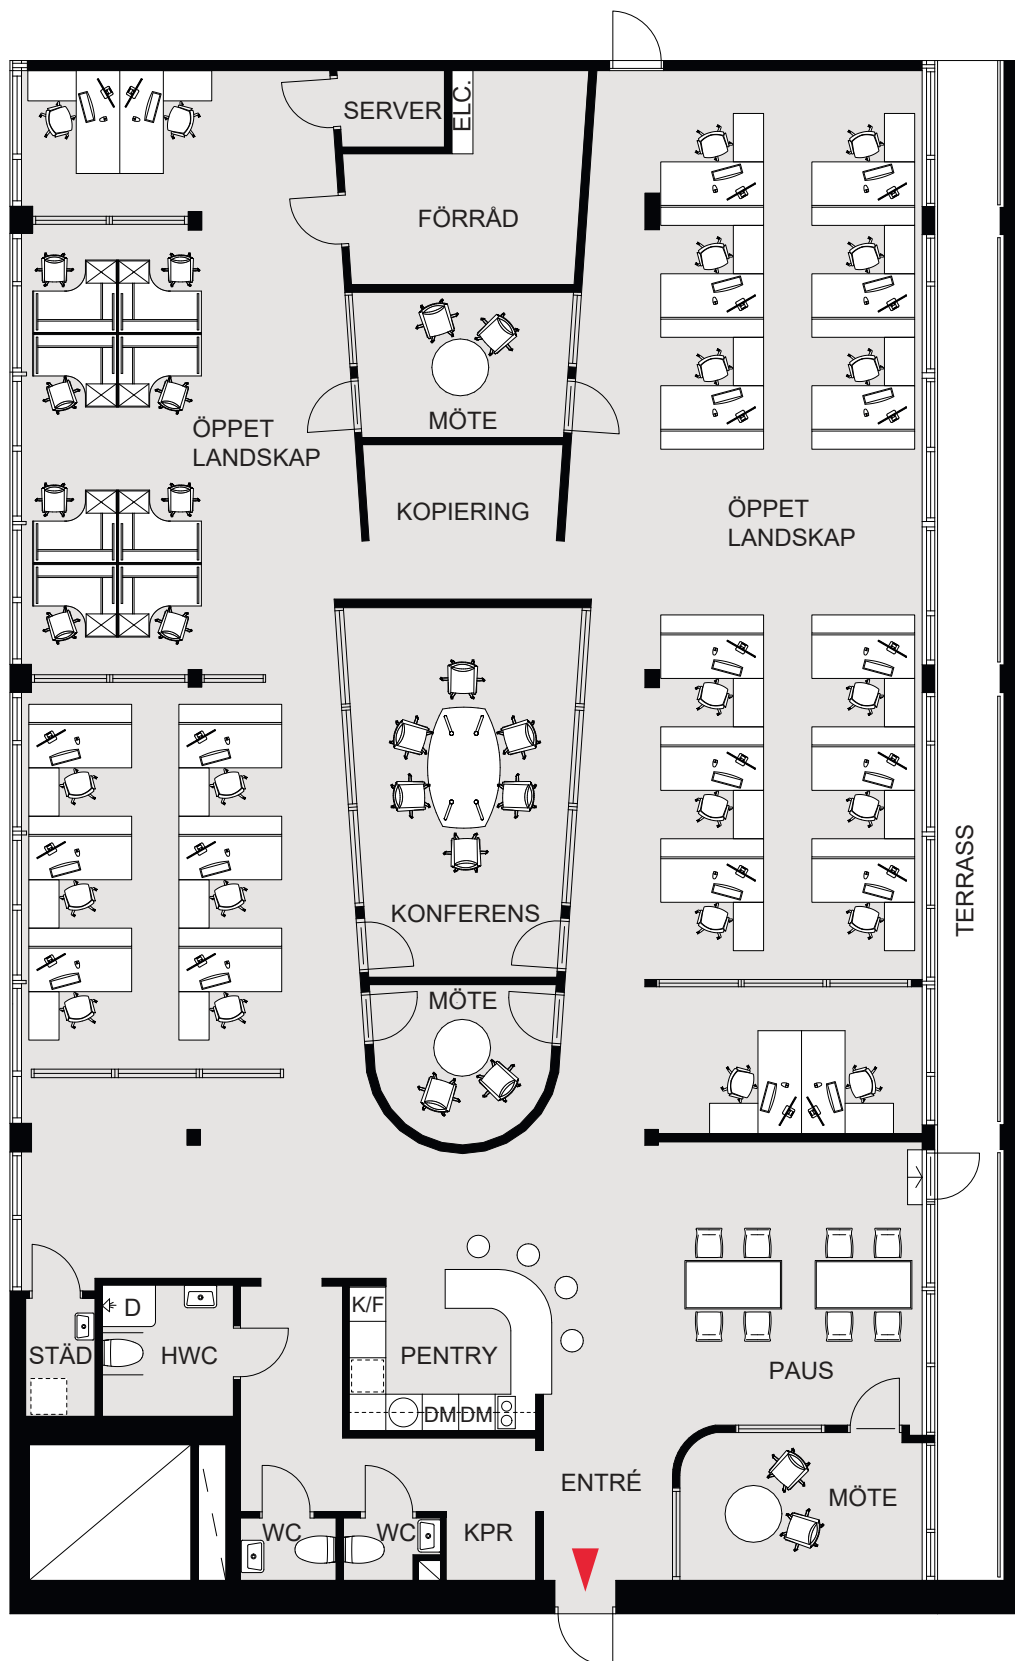 SERVER
ELC.
FÖRRÅD
MÖTE
ÖPPET
LANDSKAP
KOPIERING
ÖPPET
LANDSKAP
TERRASS
KONFERENS
MÖTE
K/F
D
STÄD
HWC
PENTRY
PAUS
DM
DM
ENTRÉ
MÖTE
WC
WC
KPR